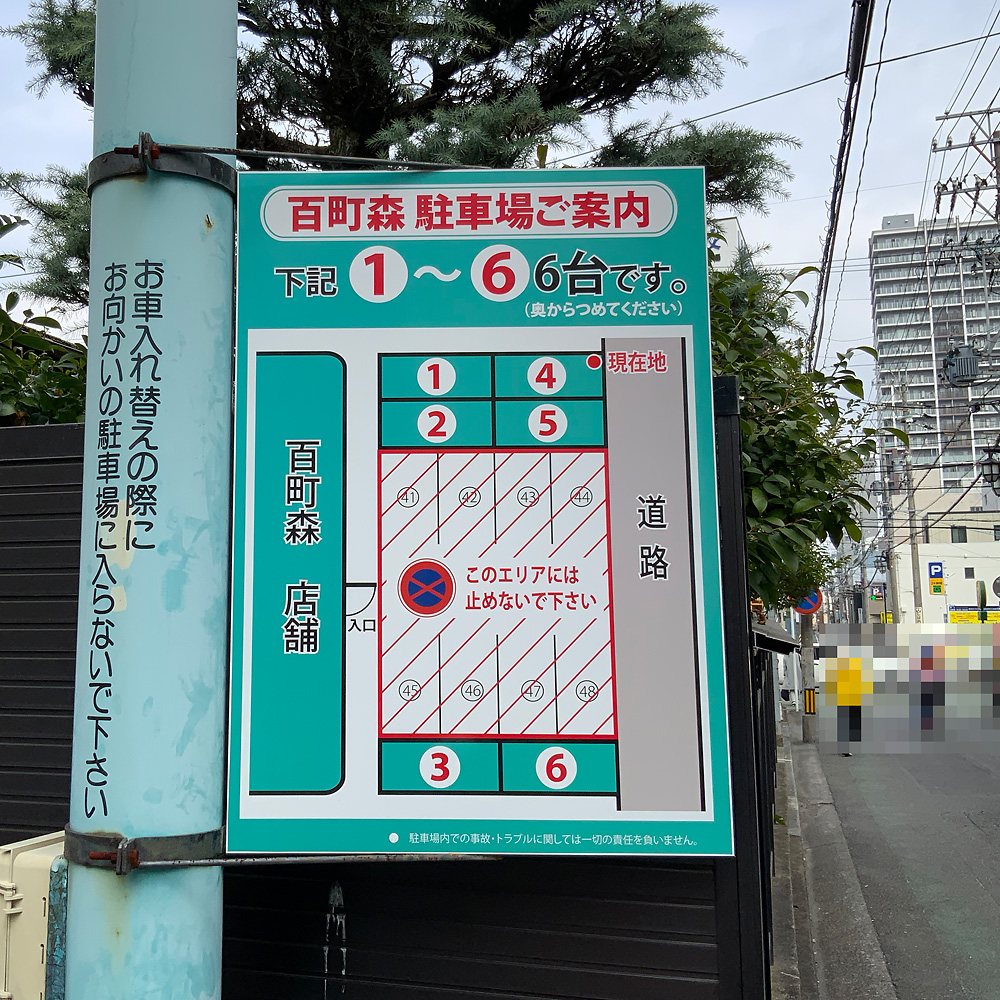 お車入れ替えの際に
お向かいの駐車場に入らないで下さい
百町森 駐車場ご案内
下記 1〜6 6台です。
(奥からつめてください)
1
4
現在地
2
5
百町森 店舗
41
42
43
44
道路
このエリアには
止めないで下さい
入口
45
46
47
48
3
6
● 駐車場内での事故・トラブルに関しては一切の責任を負いません。
P